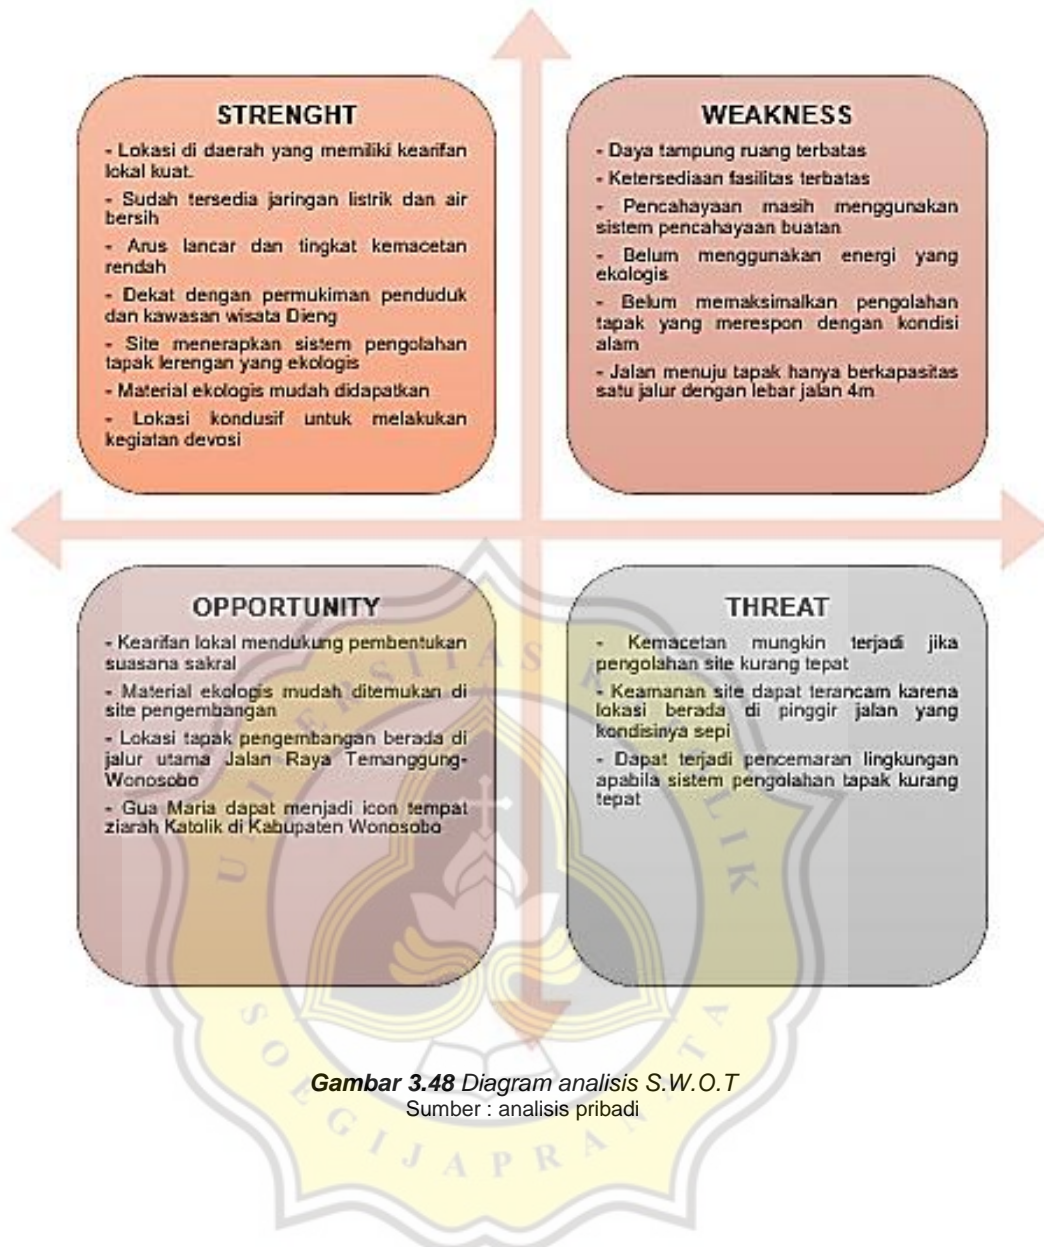 STRENGHT
- Lokasi di daerah yang memiliki kearifan
lokal kuat.
- Sudah tersedia jaringan listrik dan air
bersih
- Arus lancar dan tingkat kemacetan
rendah
- Dekat dengan permukiman penduduk
dan kawasan wisata Dieng
- Site menerapkan sistem pengolahan
tapak lerengan yang ekologis
- Material ekologis mudah didapatkan
- Lokasi kondusif untuk melakukan
kegiatan devosi
WEAKNESS
- Daya tampung ruang terbatas
- Ketersediaan fasilitas terbatas
- Pencahayaan masih menggunakan
sistem pencahayaan buatan
- Belum menggunakan energi yang
ekologis
- Belum memaksimalkan pengolahan
tapak yang merespon dengan kondisi
alam
- Jalan menuju tapak hanya berkapasitas
satu jalur dengan lebar jalan 4m
OPPORTUNITY
- Kearifan lokal mendukung pembentukan
suasana sakral
- Material ekologis mudah ditemukan di
site pengembangan
- Lokasi tapak pengembangan berada di
jalur utama Jalan Raya Temanggung-
Wonosobo
- Gua Maria dapat menjadi icon tempat
ziarah Katolik di Kabupaten Wonosobo
THREAT
- Kemacetan mungkin terjadi jika
pengolahan site kurang tepat
- Keamanan site dapat terancam karena
lokasi berada di pinggir jalan yang
kondisinya sepi
- Dapat terjadi pencemaran lingkungan
apabila sistem pengolahan tapak kurang
tepat
UNIVERSITAS KATOLIK
SOEGIJAPRANATA
Gambar 3.48 Diagram analisis S.W.O.T
Sumber : analisis pribadi